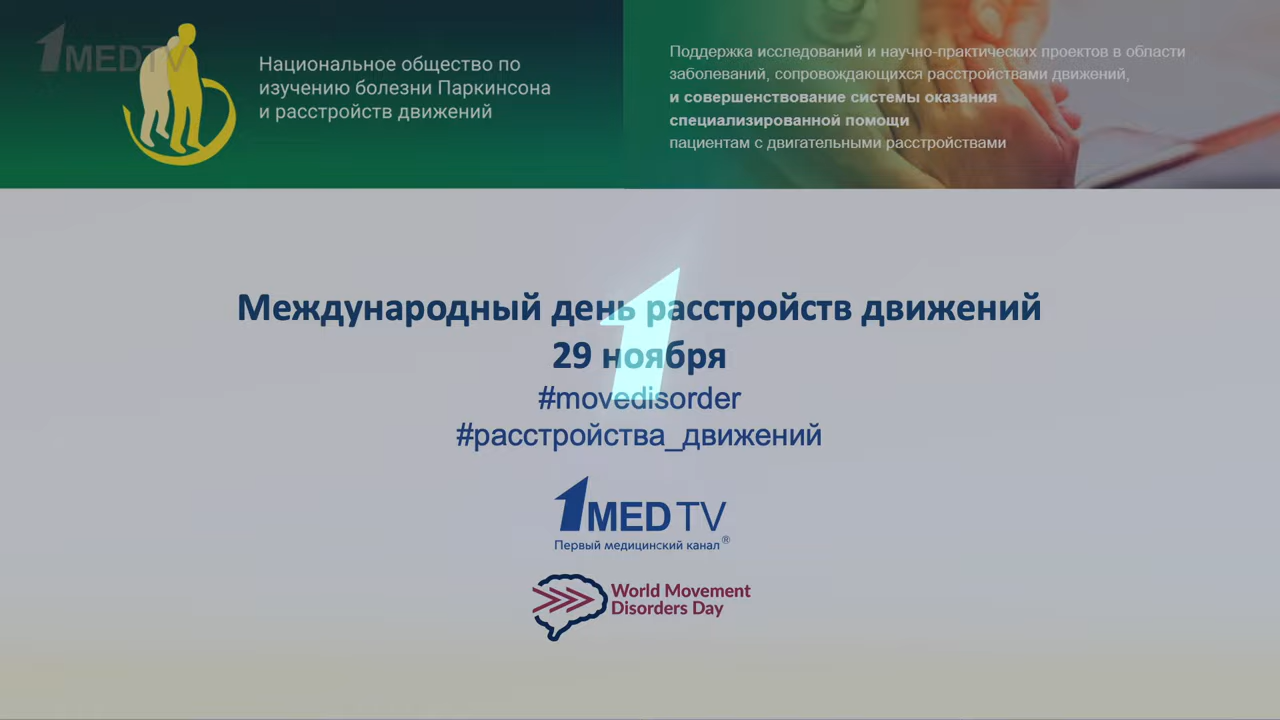 1MEDTV
Национальное общество по
изучению болезни Паркинсона
и расстройств движений
Поддержка исследований и научно-практических проектов в области
заболеваний, сопровождающихся расстройствами движений,
и совершенствование системы оказания
специализированной помощи
пациентам с двигательными расстройствами
Международный день расстройств движений
29 ноября
1
#movedisorder
#расстройства_движений
1MED TV
Первый медицинский канал®
World Movement
Disorders Day